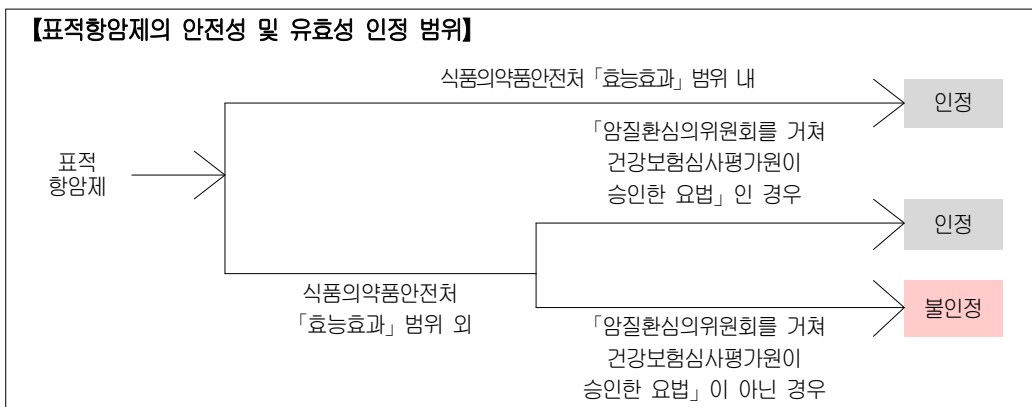 【표적항암제의 안전성 및 유효성 인정 범위】
식품의약품안전처「효능효과」범위 내
인정
「암질환심의위원회를 거쳐
건강보험심사평가원이
승인한 요법」인 경우
표적
항암제
인정
식품의약품안전처
「효능효과」범위 외
불인정
「암질환심의위원회를 거쳐
건강보험심사평가원이
승인한 요법」이 아닌 경우